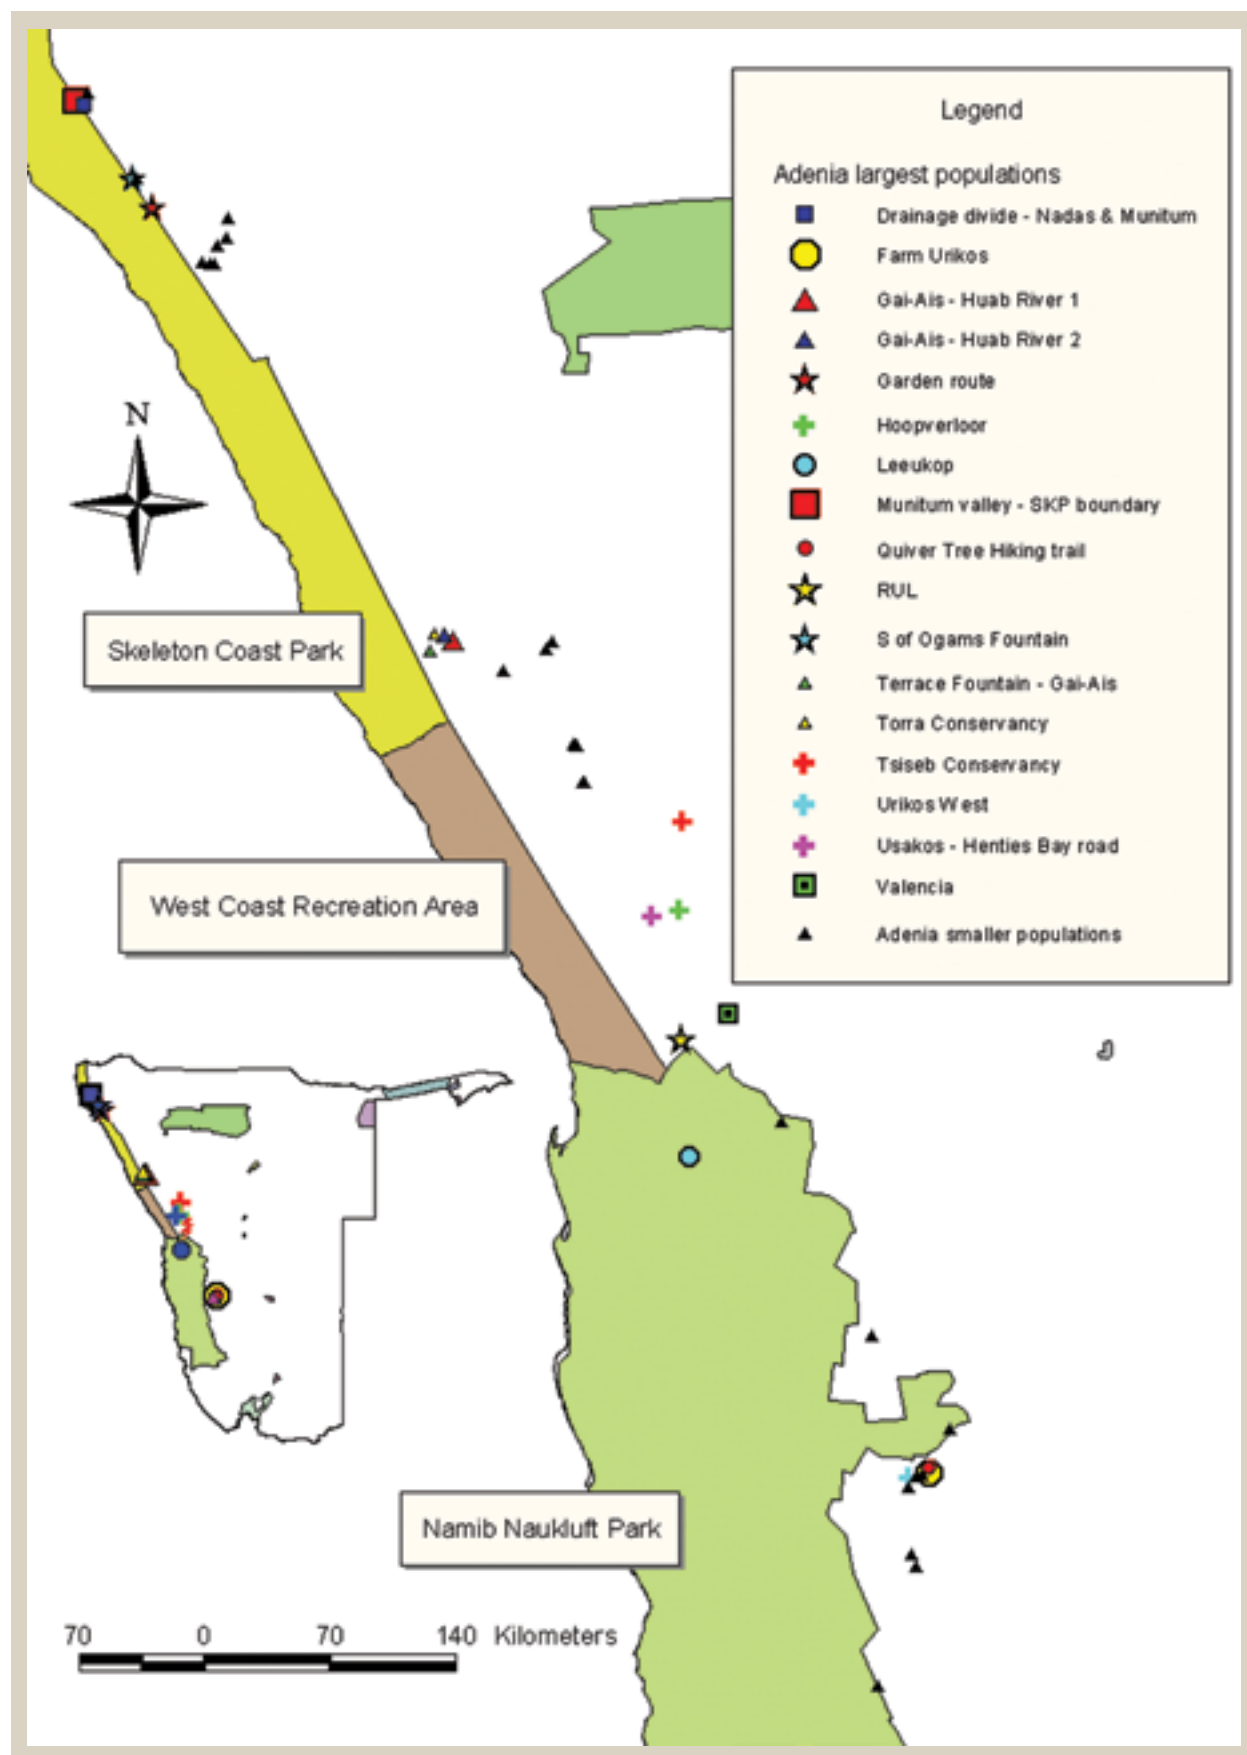 Legend
Adenia largest populations
Drainage divide - Nadas & Munitum
Farm Urikos
Gai-Ais - Huab River 1
Gai-Ais - Huab River 2
Garden route
Hoopverloor
Leeukop
Munitum valley - SKP boundary
Quiver Tree Hiking trail
RUL
S of Ogams Fountain
Terrace Fountain - Gai-Ais
Torra Conservancy
Tsiseb Conservancy
Urikos West
Usakos - Henties Bay road
Valencia
Adenia smaller populations
N
Skeleton Coast Park
West Coast Recreation Area
Namib Naukluft Park
70 0 70 140 Kilometers